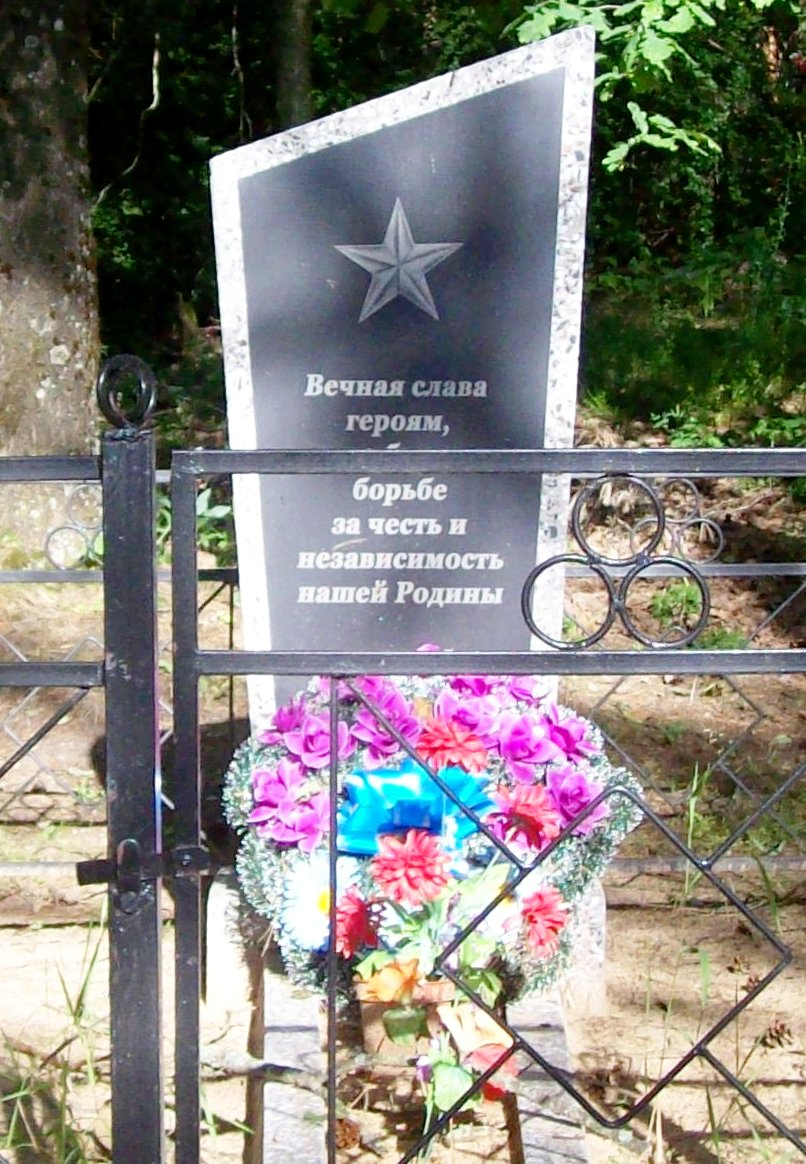 Вечная слава
героям,
борьбе
за честь и
независимость
нашей Родины